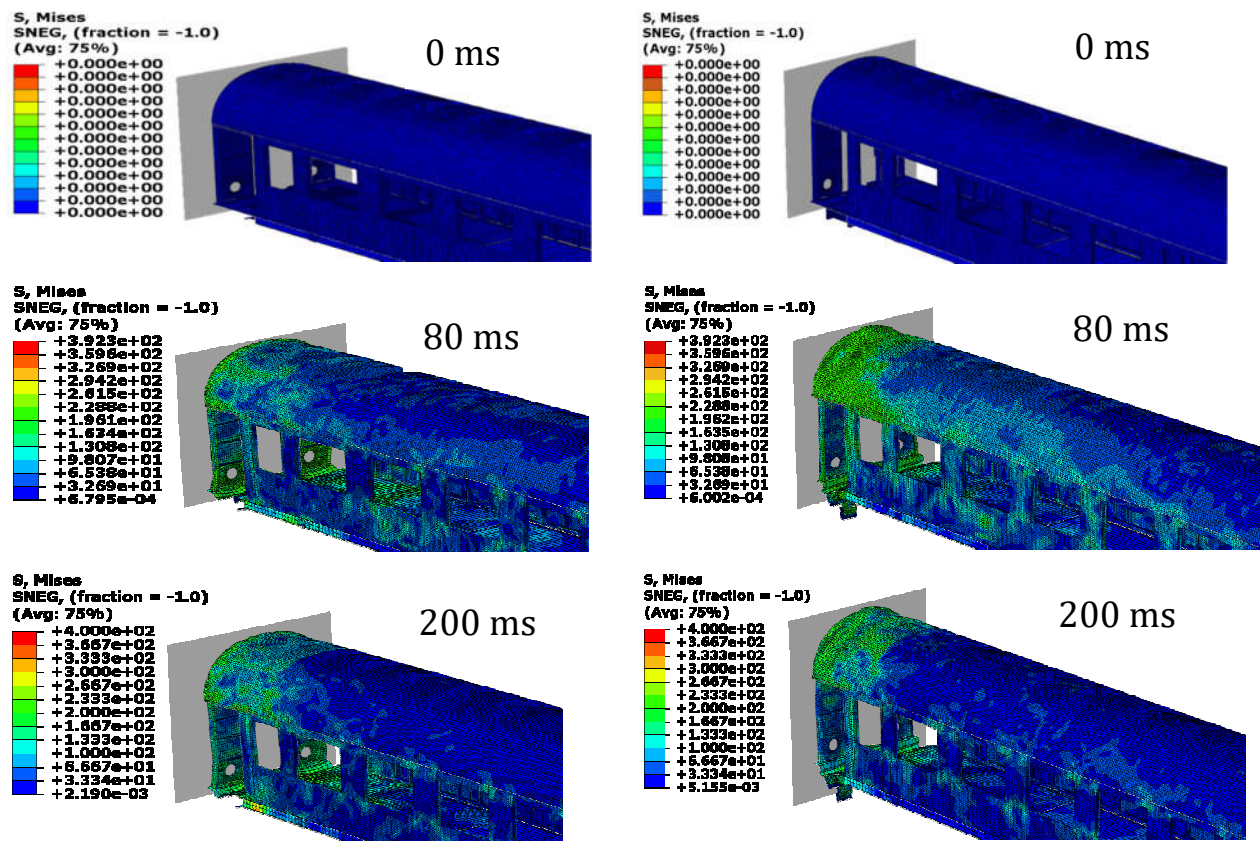 S, Mises
SNEG, (fraction = -1.0)
(Avg: 75%)
+0.000e+00
+0.000e+00
+0.000e+00
+0.000e+00
+0.000e+00
+0.000e+00
+0.000e+00
+0.000e+00
+0.000e+00
+0.000e+00
+0.000e+00
+0.000e+00
+0.000e+00
0 ms
S, Mises
SNEG, (fraction = -1.0)
(Avg: 75%)
+0.000e+00
+0.000e+00
+0.000e+00
+0.000e+00
+0.000e+00
+0.000e+00
+0.000e+00
+0.000e+00
+0.000e+00
+0.000e+00
+0.000e+00
+0.000e+00
+0.000e+00
0 ms
S, Mises
SNEG, (fraction = -1.0)
(Avg: 75%)
+3.923e+02
+3.596e+02
+3.269e+02
+2.942e+02
+2.615e+02
+2.288e+02
+1.961e+02
+1.634e+02
+1.308e+02
+9.807e+01
+6.538e+01
+3.269e+01
+6.795e-04
80 ms
S, Mises
SNEG, (fraction = -1.0)
(Avg: 75%)
+3.923e+02
+3.596e+02
+3.269e+02
+2.942e+02
+2.615e+02
+2.288e+02
+1.962e+02
+1.635e+02
+1.308e+02
+9.808e+01
+6.538e+01
+3.269e+01
+6.002e-04
80 ms
S, Mises
SNEG, (fraction = -1.0)
(Avg: 75%)
+4.000e+02
+3.667e+02
+3.333e+02
+3.000e+02
+2.667e+02
+2.333e+02
+2.000e+02
+1.667e+02
+1.333e+02
+1.000e+02
+6.667e+01
+3.334e+01
+2.190e-03
200 ms
S, Mises
SNEG, (fraction = -1.0)
(Avg: 75%)
+4.000e+02
+3.667e+02
+3.333e+02
+3.000e+02
+2.667e+02
+2.333e+02
+2.000e+02
+1.667e+02
+1.333e+02
+1.000e+02
+6.667e+01
+3.334e+01
+5.155e-03
200 ms